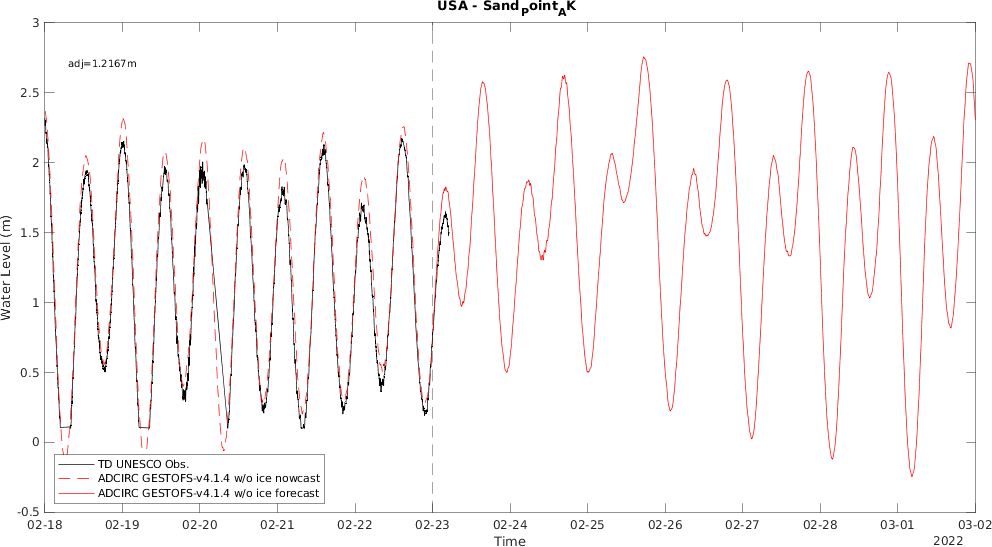 USA - SandPointAK
adj=1.2167m
Water Level (m)
3
2.5
2
1.5
1
0.5
0
-0.5
TD UNESCO Obs.
ADCIRC GESTOFS-v4.1.4 w/o ice nowcast
ADCIRC GESTOFS-v4.1.4 w/o ice forecast
02-18 02-19 02-20 02-21 02-22 02-23 02-24 02-25 02-26 02-27 02-28 03-01 03-02
Time
2022